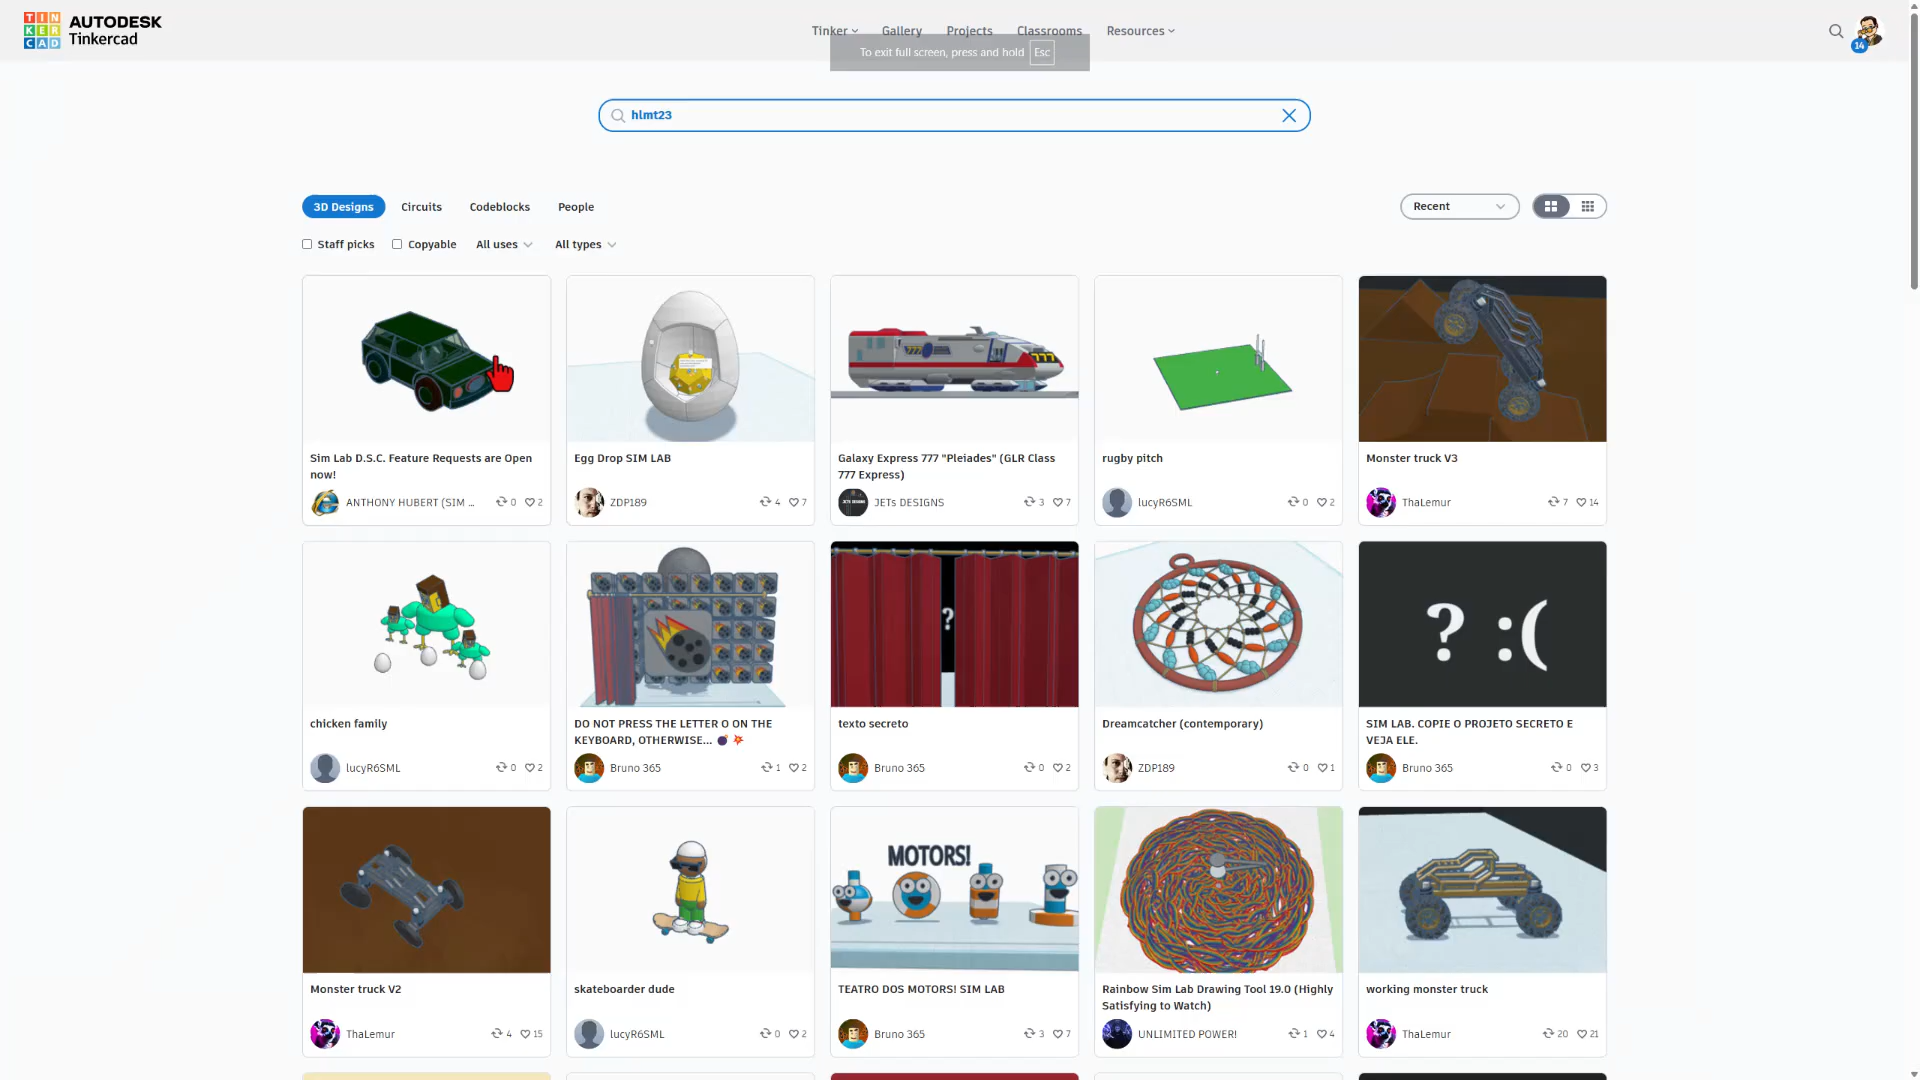 TIN
KER
CAD
AUTODESK
Tinkercad
Tinker
Gallery
Projects
Classrooms
Resources
14
To exit full screen, press and hold Esc
hlmt23
3D Designs
Circuits
Codeblocks
People
Recent
Staff picks
Copyable
All uses
All types
777
777
Sim Lab D.S.C. Feature Requests are Open
now!
ANTHONY HUBERT (SIM ...
0
2
Egg Drop SIM LAB
ZDP189
4
7
Galaxy Express 777 "Pleiades" (GLR Class
777 Express)
JETs DESIGNS
3
7
rugby pitch
lucyR6SML
0
2
Monster truck V3
ThaLemur
7
14
?
? :(
chicken family
lucyR6SML
0
2
DO NOT PRESS THE LETTER O ON THE
KEYBOARD, OTHERWISE... 💣 💥
Bruno 365
1
2
texto secreto
Bruno 365
0
2
Dreamcatcher (contemporary)
ZDP189
0
1
SIM LAB. COPIE O PROJETO SECRETO E
VEJA ELE.
Bruno 365
0
3
MOTORS!
Monster truck V2
ThaLemur
4
15
skateboarder dude
lucyR6SML
0
2
TEATRO DOS MOTORS! SIM LAB
Bruno 365
3
7
Rainbow Sim Lab Drawing Tool 19.0 (Highly
Satisfying to Watch)
UNLIMITED POWER!
1
4
working monster truck
ThaLemur
20
21